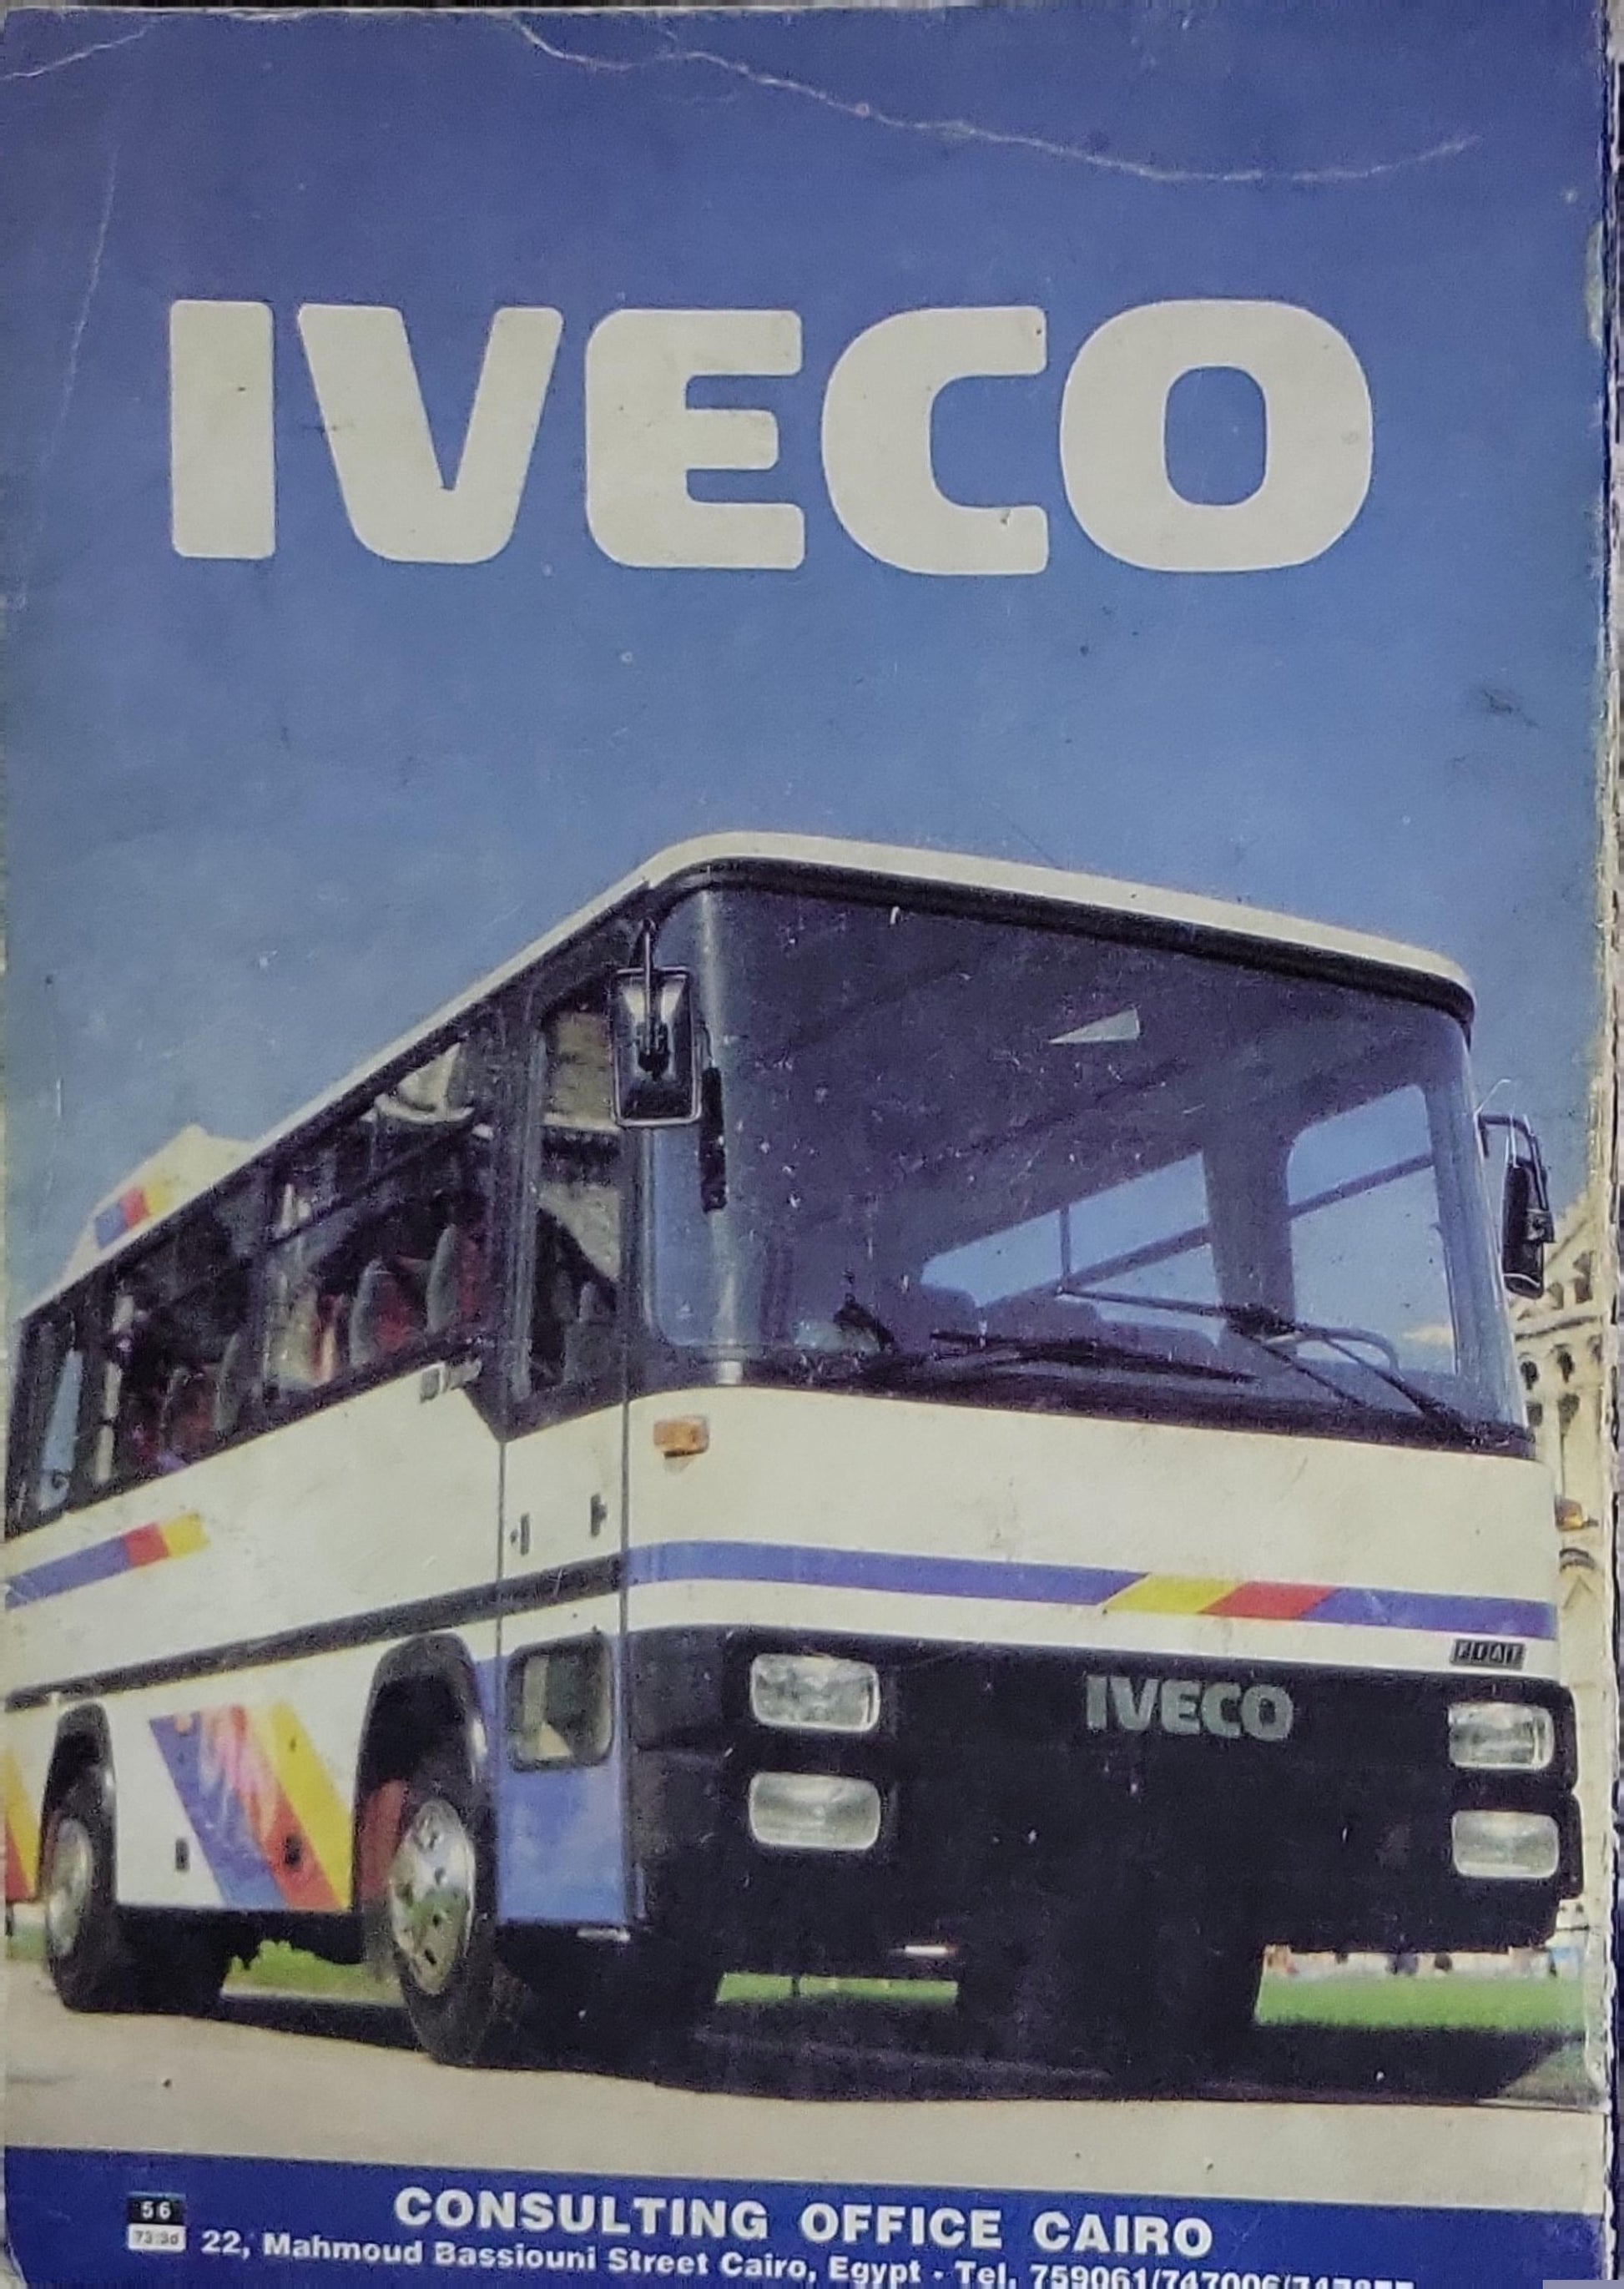 IVECO
FIAT
IVECO
56
CONSULTING OFFICE CAIRO
22, Mahmoud Bassiouni Street Cairo, Egypt - Tel. 759061/747006/